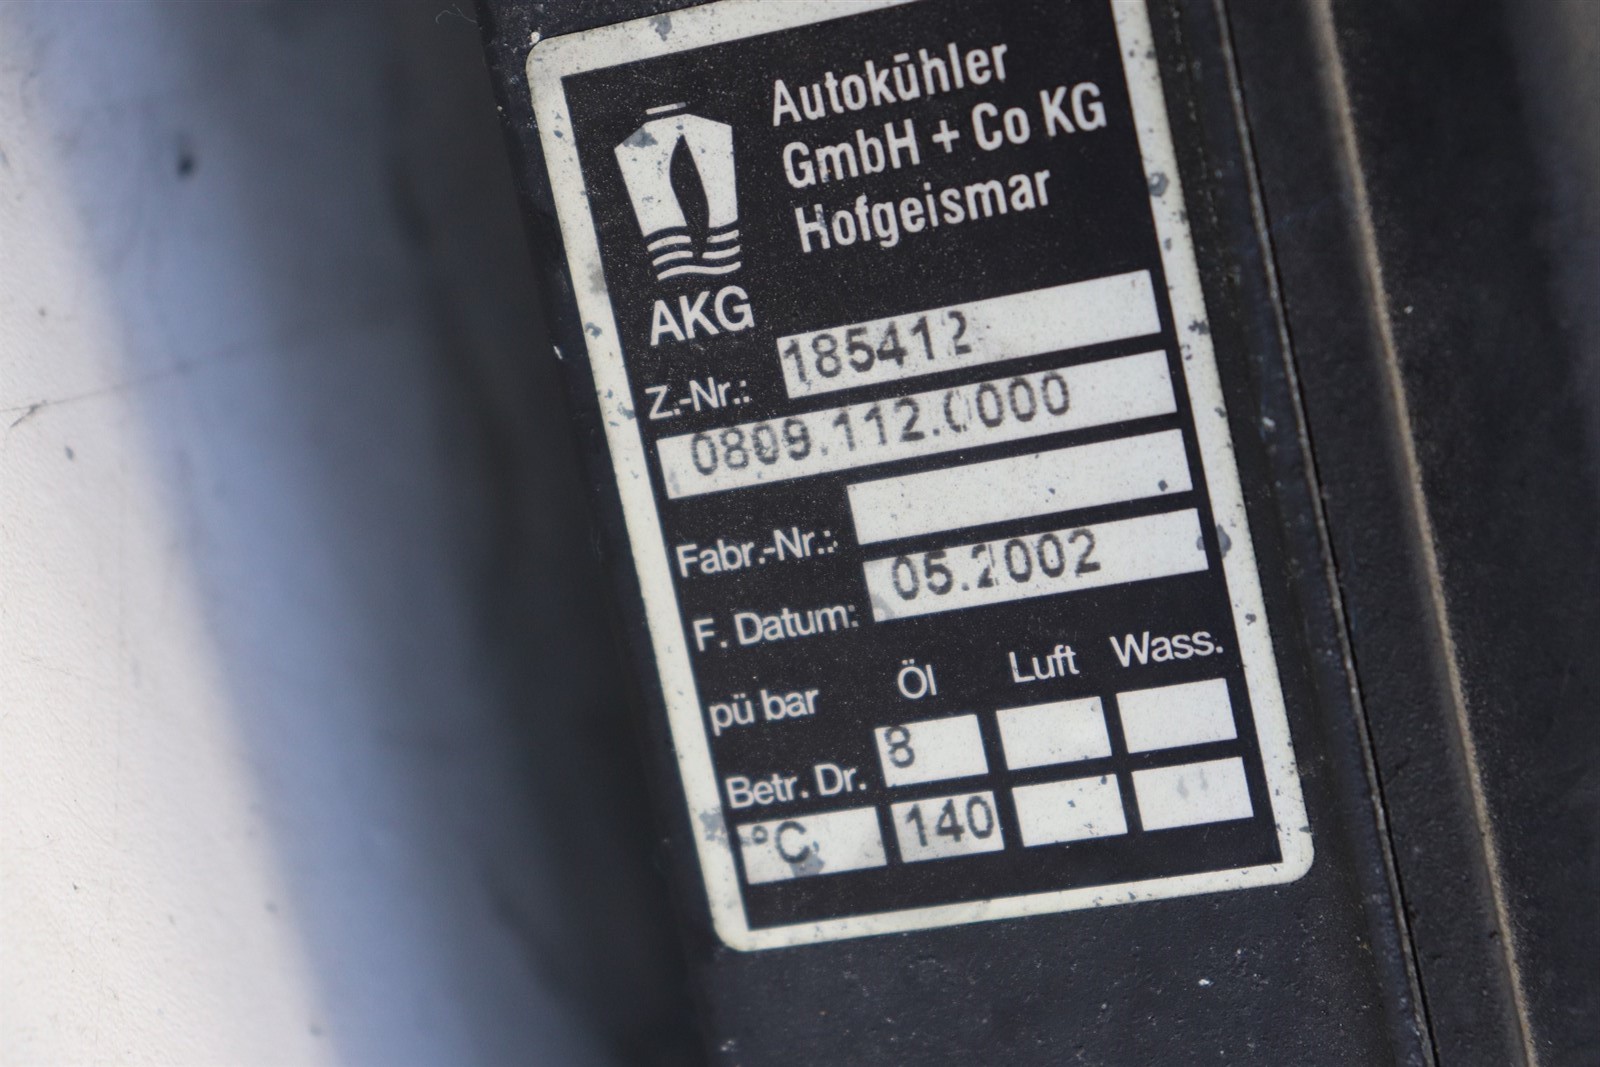 Autokühler
GmbH + Co KG
Hofgeismar
AKG
Z.-Nr.: 185412
0809.112.0000
Fabr.-Nr.:
F. Datum: 05.2002
pü bar Öl Luft Wass.
Betr. Dr. 8
°C. 140